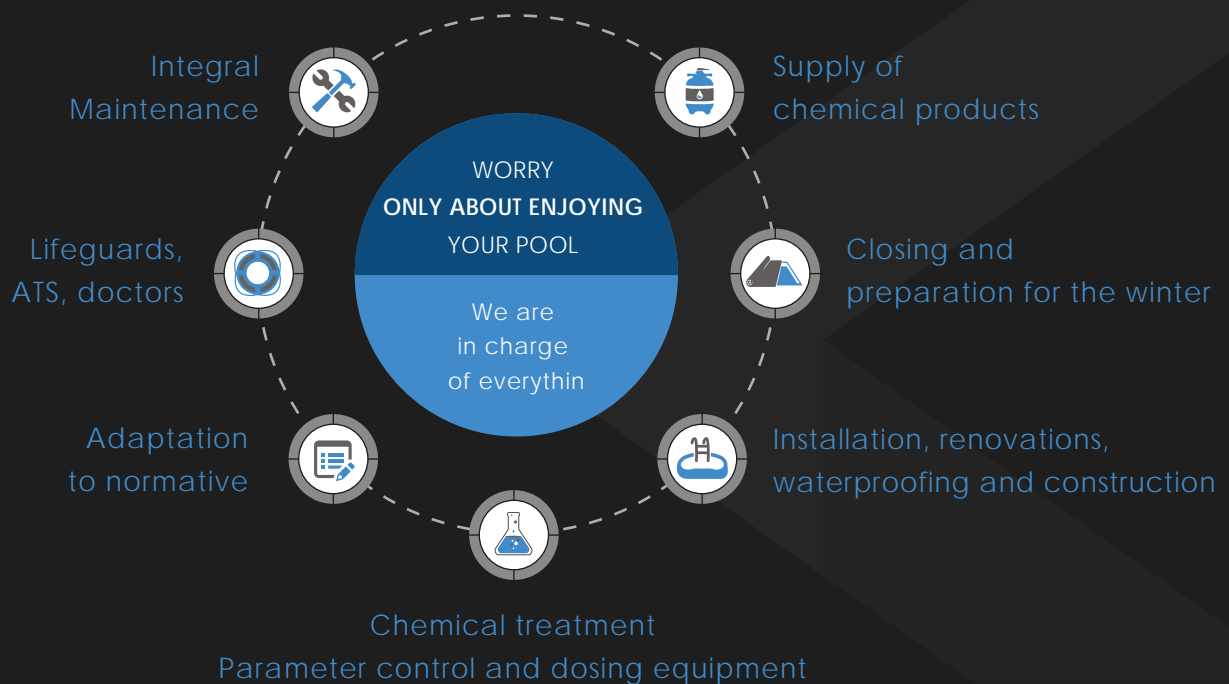 Integral
Maintenance
Supply of
chemical products
WORRY
ONLY ABOUT ENJOYING
YOUR POOL
We are
in charge
of everythin
Lifeguards,
ATS, doctors
Closing and
preparation for the winter
Adaptation
to normative
Installation, renovations,
waterproofing and construction
Chemical treatment
Parameter control and dosing equipment